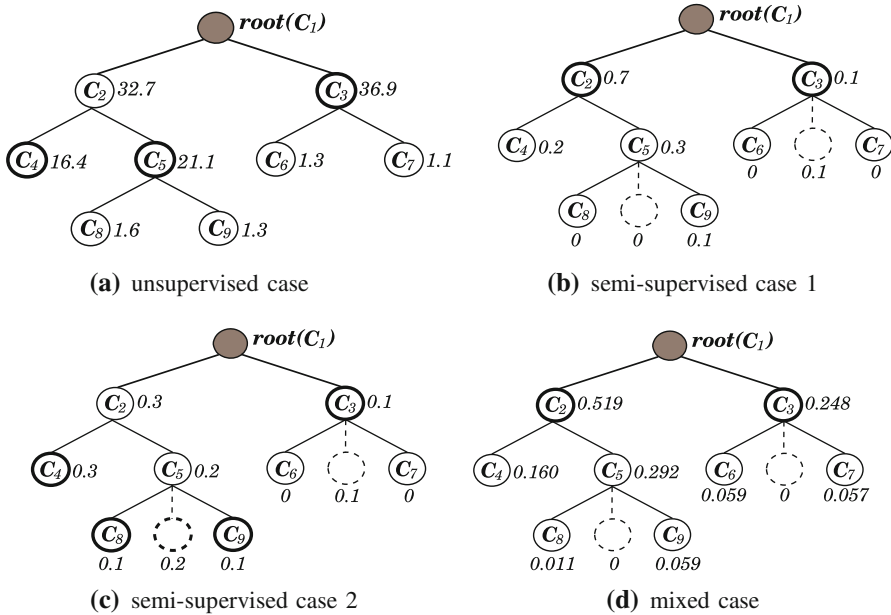 root(C₁)
C₂ 32.7
C₃ 36.9
C₄ 16.4
C₅ 21.1
C₆ 1.3
C₇ 1.1
C₈ 1.6
C₉ 1.3
(a) unsupervised case
root(C₁)
C₂ 0.7
C₃ 0.1
C₄ 0.2
C₅ 0.3
C₆
C₇
0 0.1 0
C₈
C₉
0 0 0.1
(b) semi-supervised case 1
root(C₁)
C₂ 0.3
C₃ 0.1
C₄ 0.3
C₅ 0.2
C₆
C₇
0 0.1 0
C₈
C₉
0.1 0.2 0.1
(c) semi-supervised case 2
root(C₁)
C₂ 0.519
C₃ 0.248
C₄ 0.160
C₅ 0.292
C₆
C₇
0.059 0 0.057
C₈
C₉
0.011 0 0.059
(d) mixed case